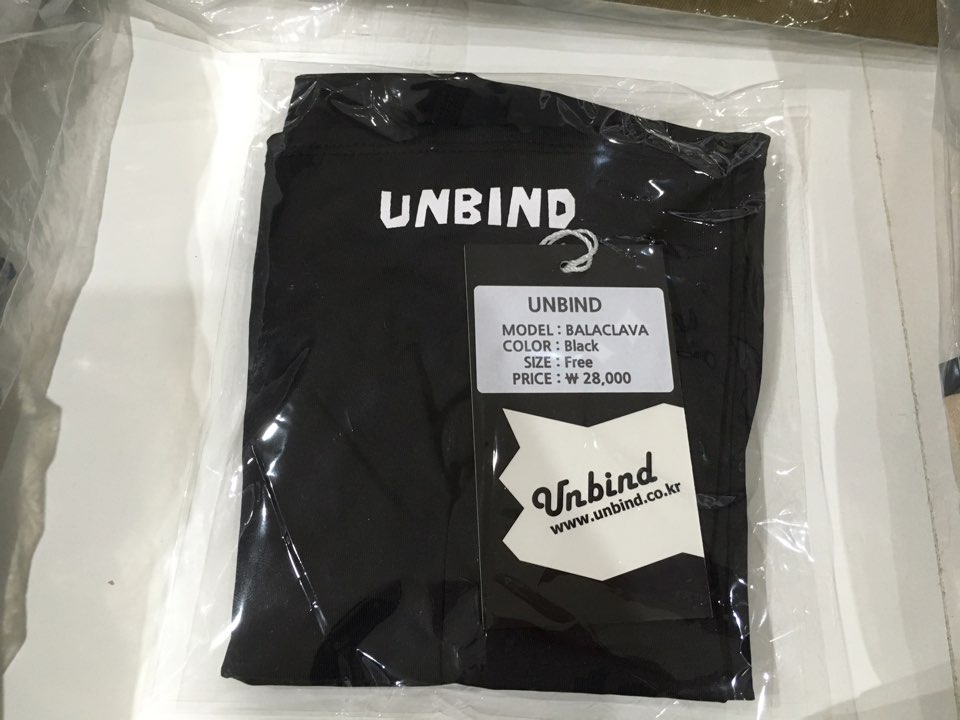 UNBIND
UNBIND
MODEL : BALACLAVA
COLOR : Black
SIZE : Free
PRICE : ₩ 28,000
Unbind
www.unbind.co.kr